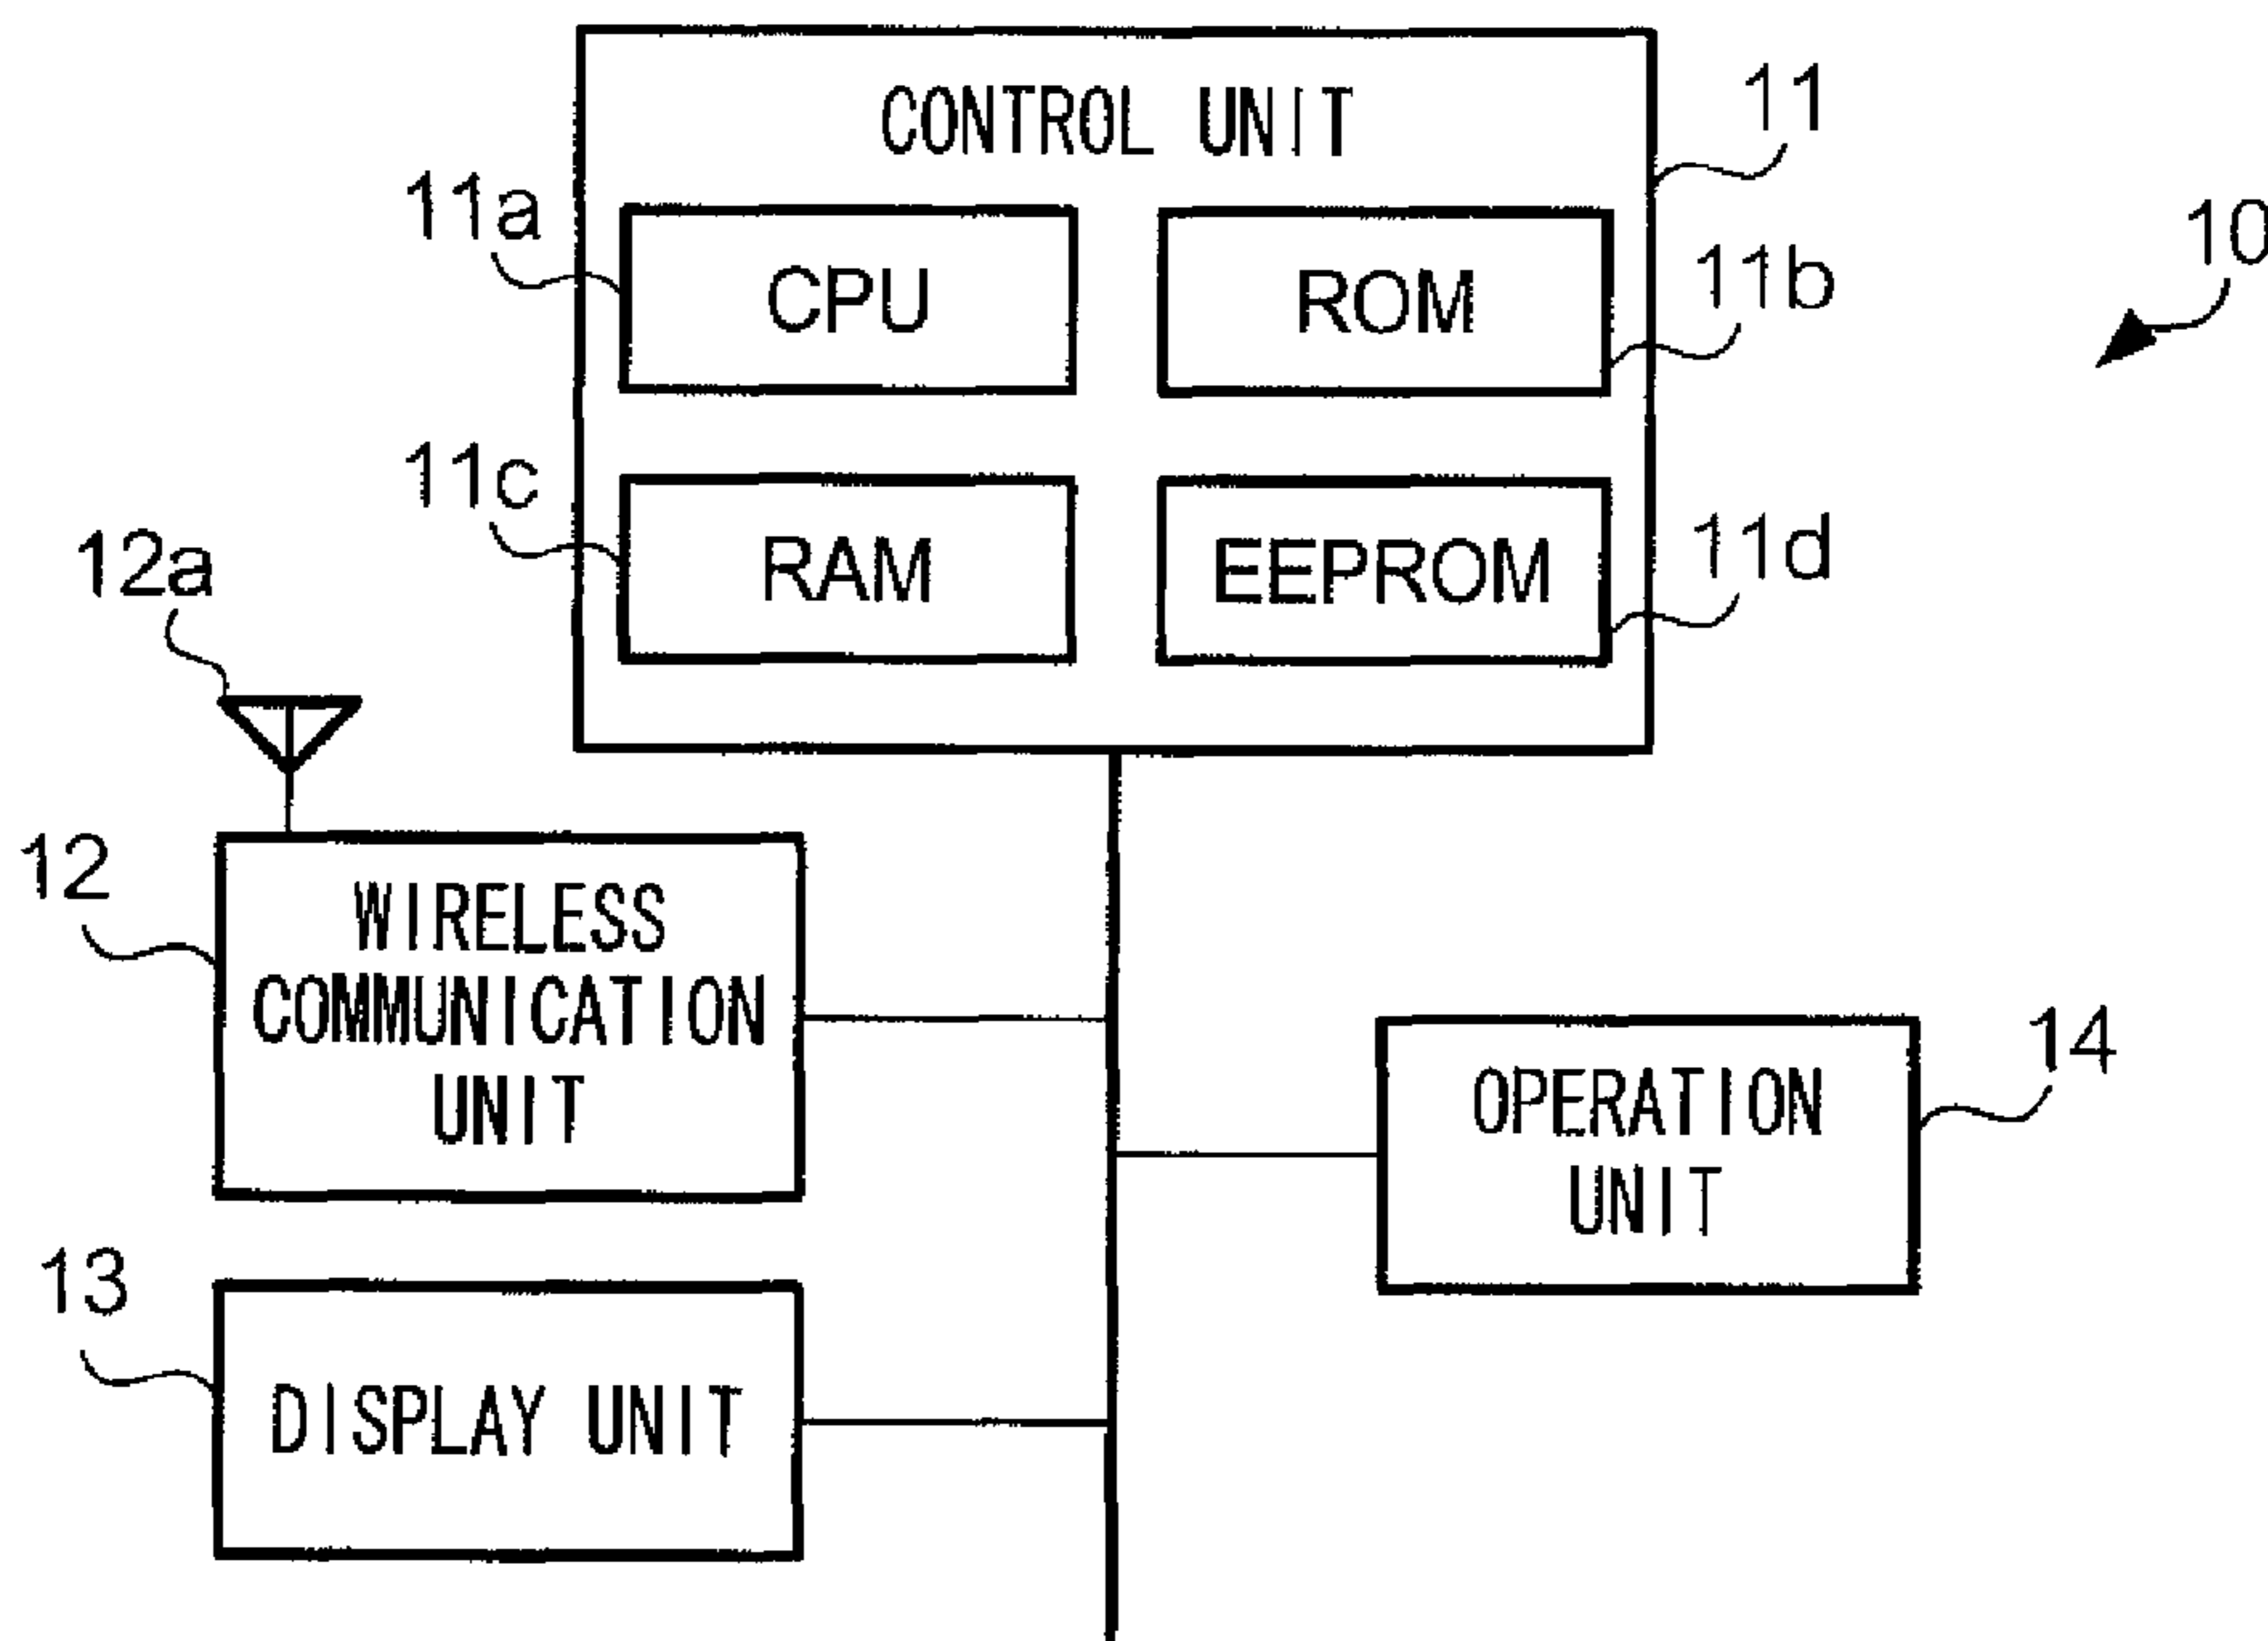 CONTROL UNIT
11
11a
CPU
ROM
11b
10
11c
RAM
EEPROM
11d
12a
12
WIRELESS
COMMUNICATION
UNIT
OPERATION
UNIT
14
13
DISPLAY UNIT